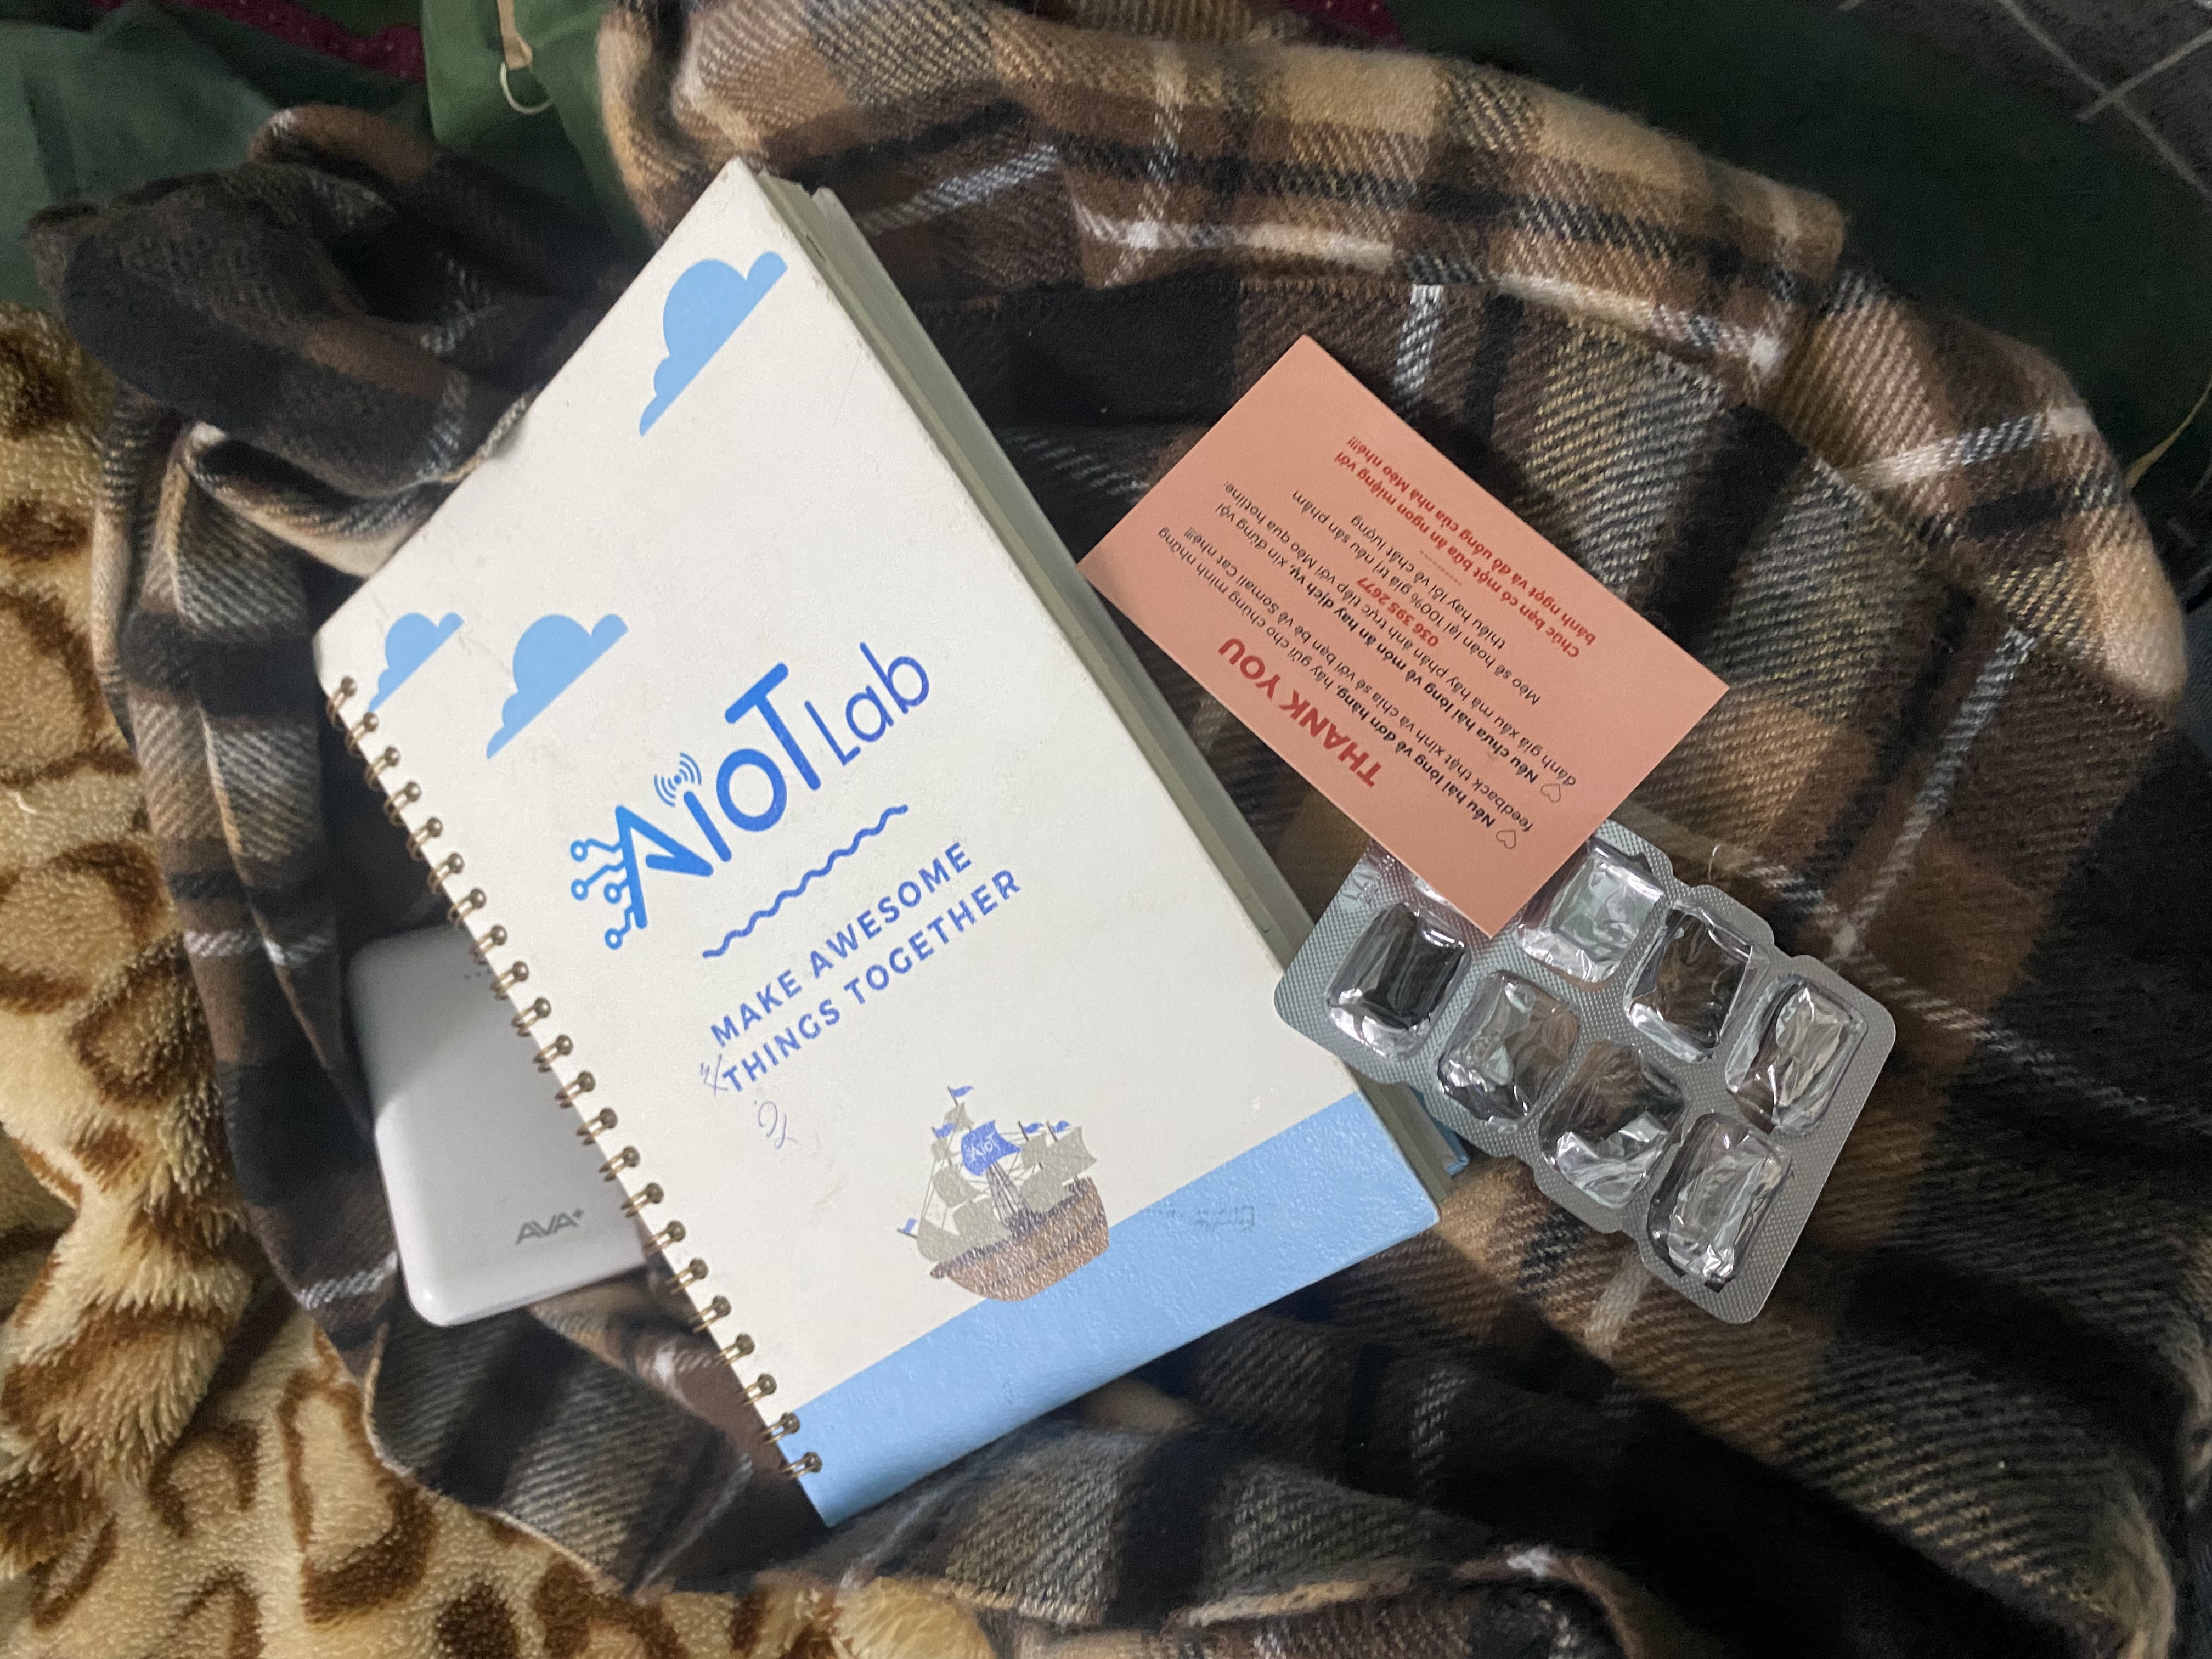 AIoT Lab
MAKE AWESOME
THINGS TOGETHER
AIoT
AVA+
THANK YOU
Nếu hài lòng về đơn hàng, hãy gửi cho chúng mình những
feedback thật xinh và chia sẻ với bạn bè về Somali Cat nhé!!!
Nếu chưa hài lòng về món ăn hay dịch vụ, xin đừng vội
đánh giá xấu mà hãy phản ánh trực tiếp với Mèo qua hotline:
036 395 2677
Mèo sẽ hoàn lại 100% giá trị nếu sản phẩm
thiếu hay lỗi về chất lượng
----------
Chúc bạn có một bữa ăn ngon miệng với
bánh ngọt và đồ uống của nhà Mèo nhé!!!